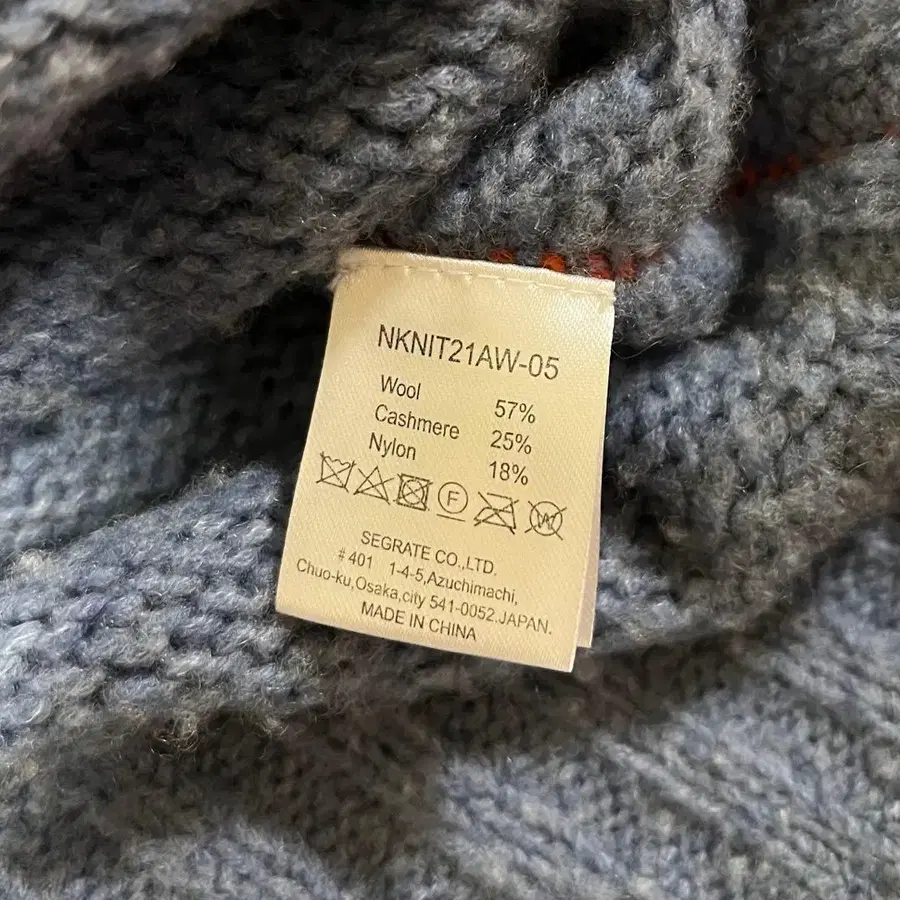 NKNIT21AW-05
Wool 57%
Cashmere 25%
Nylon 18%
F W
SEGRATE CO.,LTD.
#401 1-4-5,Azuchimachi,
Chuo-ku,Osaka,city 541-0052.JAPAN.
MADE IN CHINA